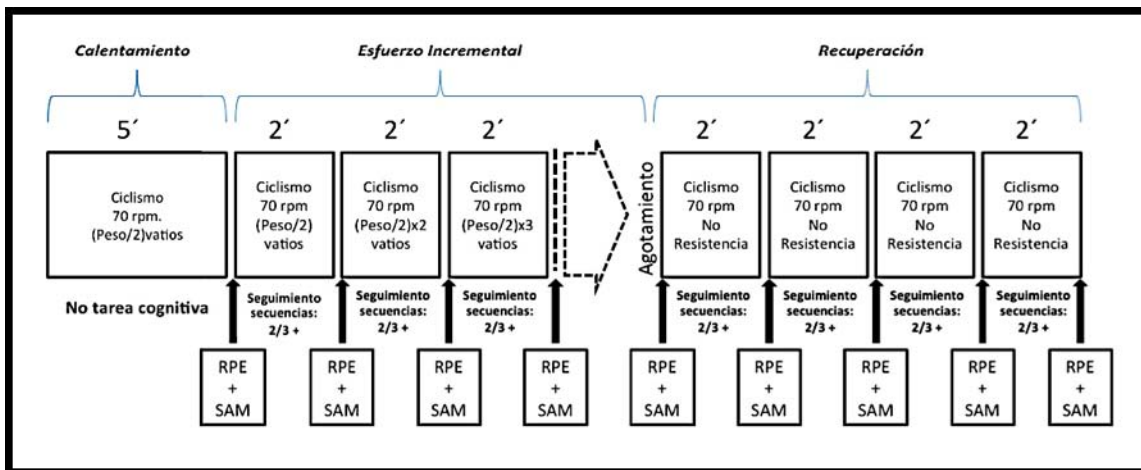 Calentamiento
Esfuerzo Incremental
Recuperación
5´
2´
2´
2´
2´
2´
2´
2´
Ciclismo
70 rpm.
(Peso/2)vatios
Ciclismo
70 rpm
(Peso/2)
vatios
Ciclismo
70 rpm
(Peso/2)x2
vatios
Ciclismo
70 rpm
(Peso/2)x3
vatios
Agotamiento
Ciclismo
70 rpm
No
Resistencia
Ciclismo
70 rpm
No
Resistencia
Ciclismo
70 rpm
No
Resistencia
Ciclismo
70 rpm
No
Resistencia
No tarea cognitiva
Seguimiento
secuencias:
2/3 +
Seguimiento
secuencias:
2/3 +
Seguimiento
secuencias:
2/3 +
Seguimiento
secuencias:
2/3 +
Seguimiento
secuencias:
2/3 +
Seguimiento
secuencias:
2/3 +
Seguimiento
secuencias:
2/3 +
RPE
+
SAM
RPE
+
SAM
RPE
+
SAM
RPE
+
SAM
RPE
+
SAM
RPE
+
SAM
RPE
+
SAM
RPE
+
SAM
RPE
+
SAM